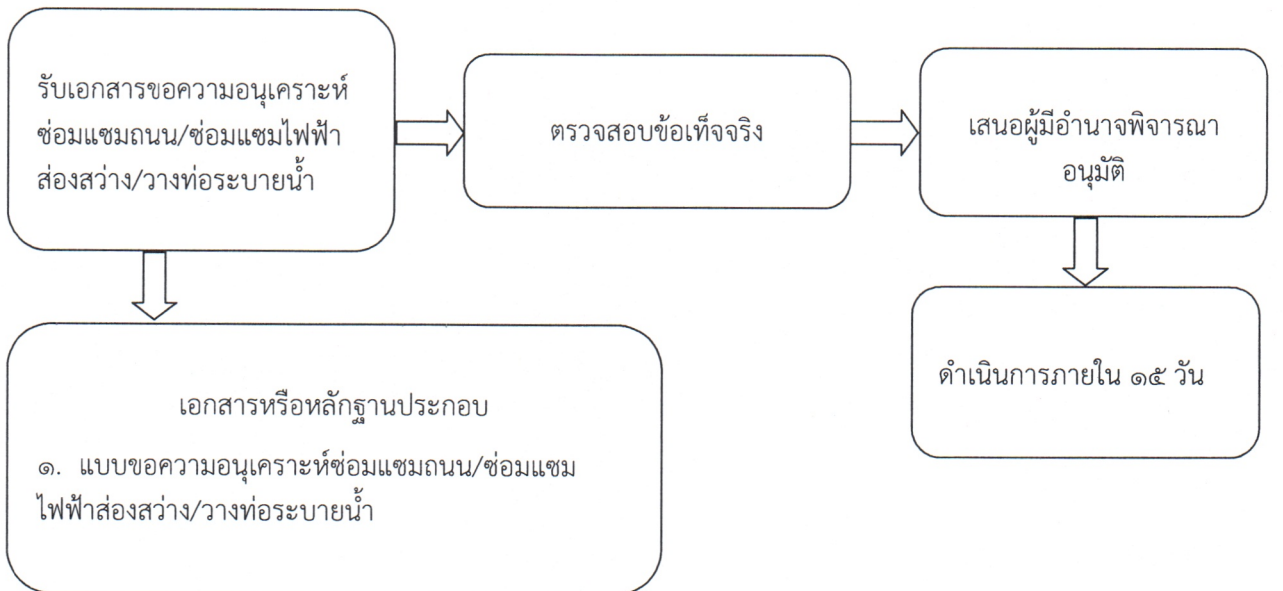 รับเอกสารขอความอนุเคราะห์
ซ่อมแซมถนน/ซ่อมแซมไฟฟ้า
ส่องสว่าง/วางท่อระบายน้ำ
ตรวจสอบข้อเท็จจริง
เสนอผู้มีอำนาจพิจารณา
อนุมัติ
ดำเนินการภายใน ๑๕ วัน
เอกสารหรือหลักฐานประกอบ
๑. แบบขอความอนุเคราะห์ซ่อมแซมถนน/ซ่อมแซม
ไฟฟ้าส่องสว่าง/วางท่อระบายน้ำ